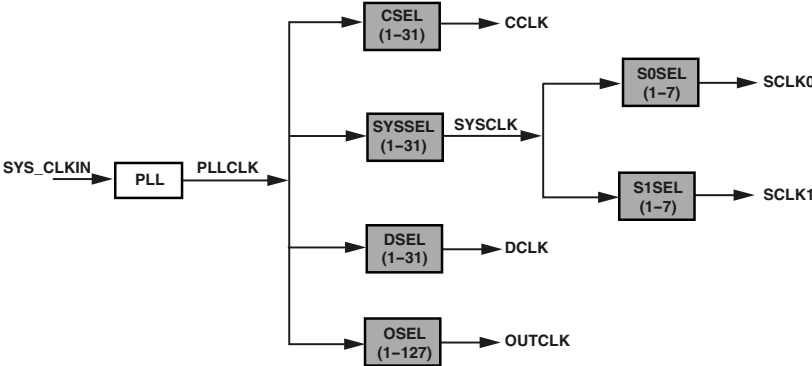 CSEL
(1–31)
CCLK
S0SEL
(1–7)
SCLK0
SYSSEL
(1–31)
SYSCLK
SYS_CLKIN
PLL
PLLCLK
S1SEL
(1–7)
SCLK1
DSEL
(1–31)
DCLK
OSEL
(1–127)
OUTCLK